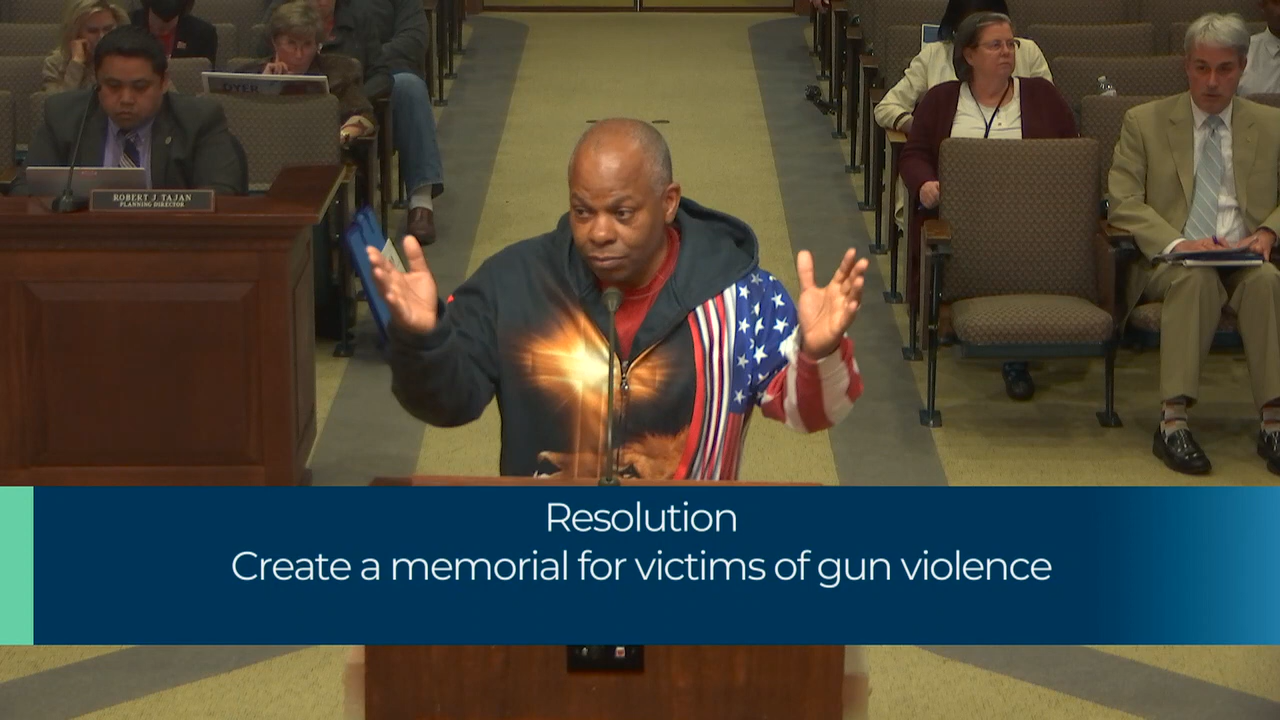 DYER
ROBERT J. TAJAN
PLANNING DIRECTOR
Resolution
Create a memorial for victims of gun violence